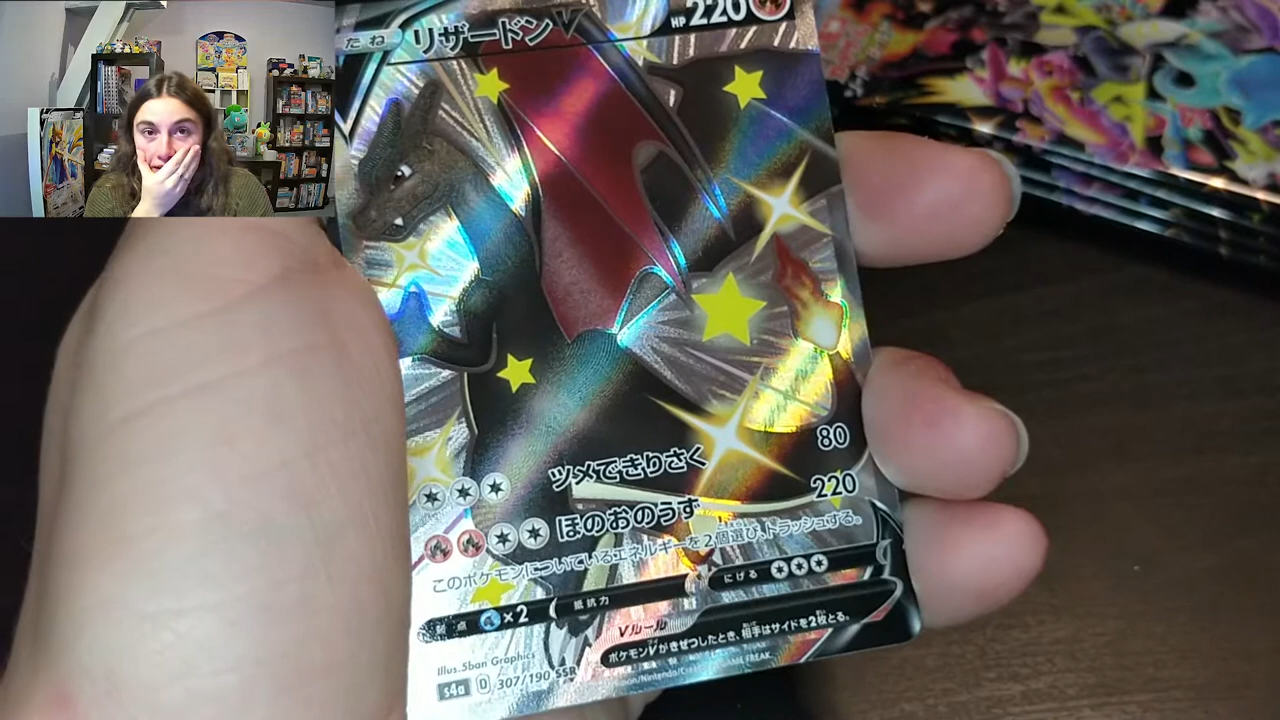 たね リザードンV HP 220
ツメできりさく 80
ほのおのうず 220
このポケモンについているエネルギーを2個選び、トラッシュする。
弱点 ×2 抵抗力 にげる
Vルール
ポケモンVがきぜつしたとき、相手はサイドを2枚とる。
Illus. 5ban Graphics
s4a D 307/190 SSR